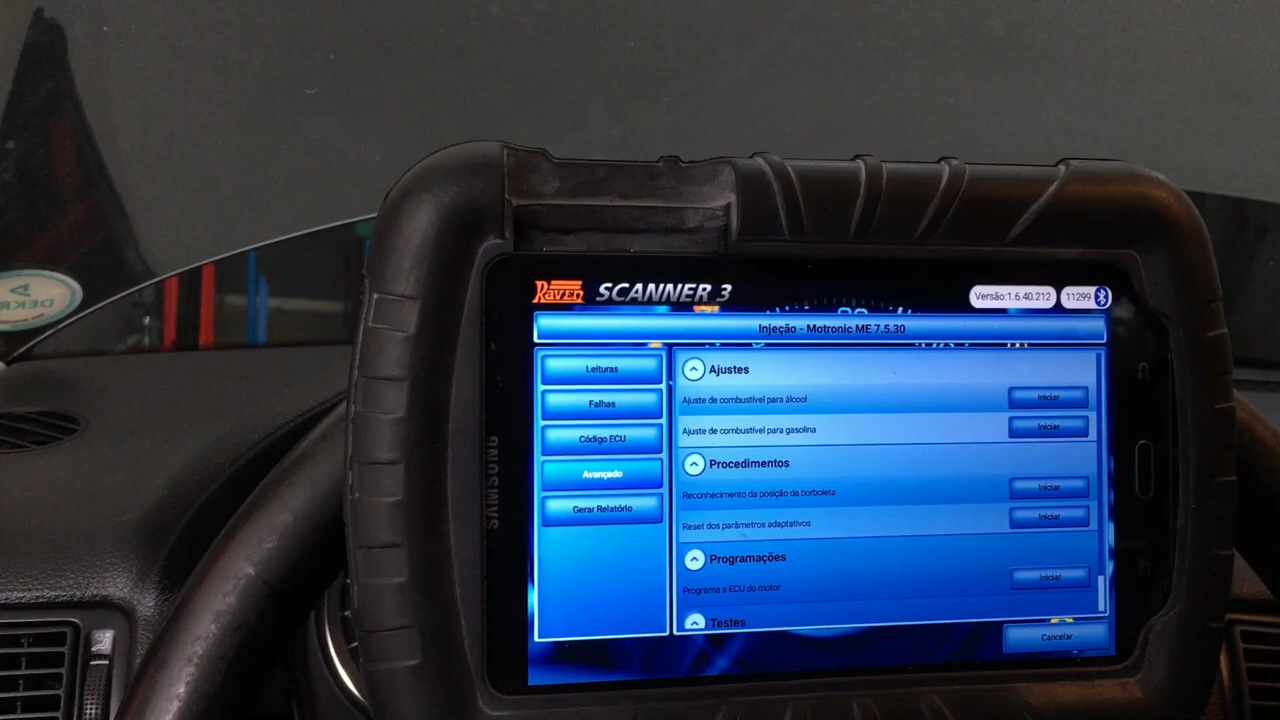 RAVEN SCANNER 3
Versão:1.6.40.212
11299
Injeção - Motronic ME 7.5.30
Leituras
Falhas
Código ECU
Avançado
Gerar Relatório
Ajustes
Ajuste de combustível para álcool
Iniciar
Ajuste de combustível para gasolina
Iniciar
Procedimentos
Reconhecimento da posição da borboleta
Iniciar
Reset dos parâmetros adaptativos
Iniciar
Programações
Programa a ECU do motor
Iniciar
Testes
Cancelar
SAMSUNG
DEKRA